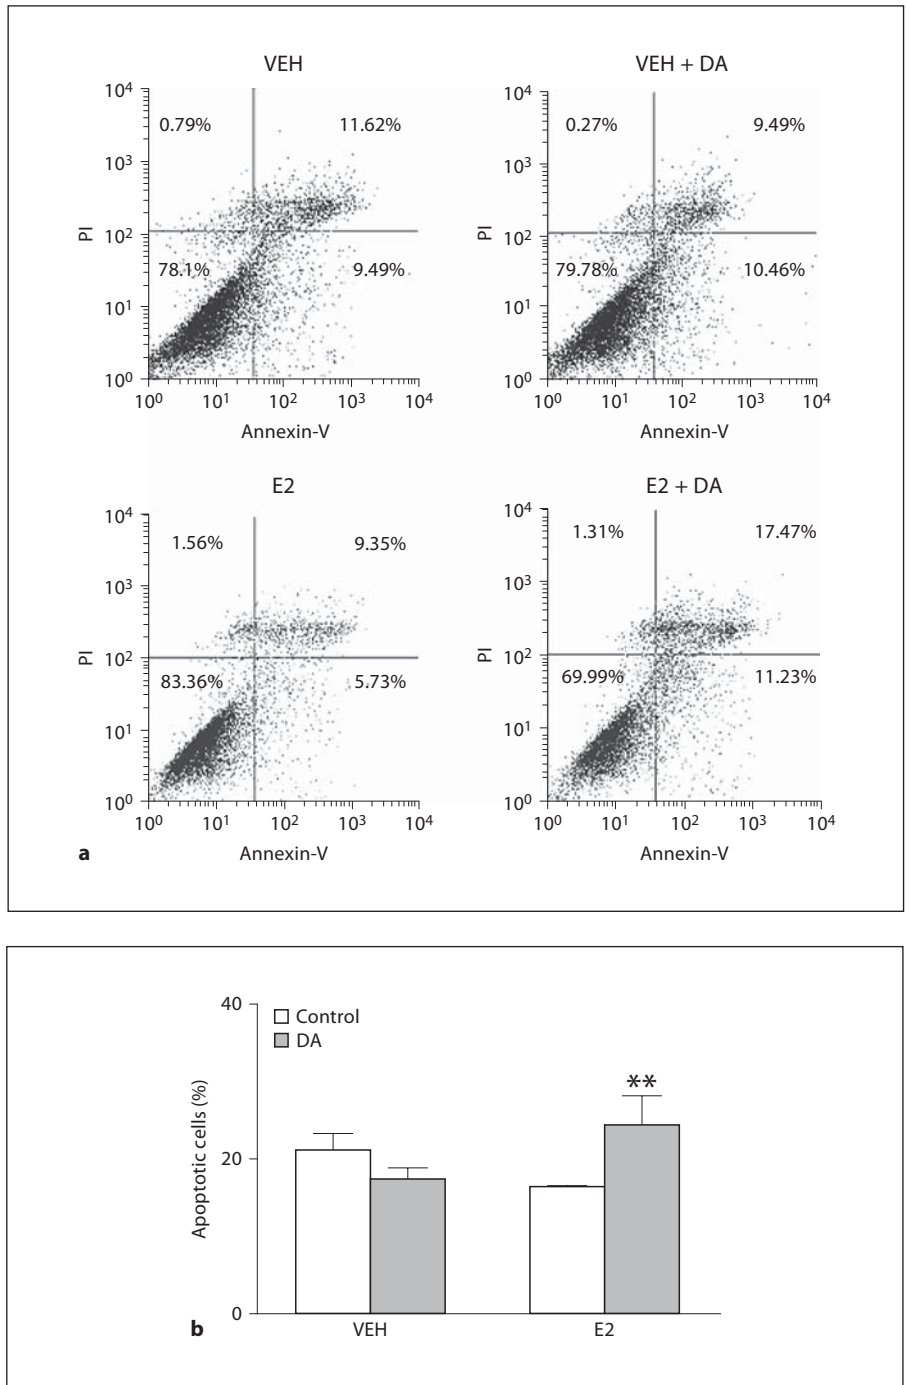 VEH
VEH + DA
10⁴
0.79%
11.62%
10³
PI
10²
78.1%
9.49%
10¹
10⁰
10⁰ 10¹ 10² 10³ 10⁴
Annexin-V
10⁴
0.27%
9.49%
10³
PI
10²
79.78%
10.46%
10¹
10⁰
10⁰ 10¹ 10² 10³ 10⁴
Annexin-V
E2
E2 + DA
10⁴
1.56%
9.35%
10³
PI
10²
83.36%
5.73%
10¹
10⁰
10⁰ 10¹ 10² 10³ 10⁴
Annexin-V
10⁴
1.31%
17.47%
10³
PI
10²
69.99%
11.23%
10¹
10⁰
10⁰ 10¹ 10² 10³ 10⁴
Annexin-V
a
40
Control
DA
**
Apoptotic cells (%)
20
0
VEH
E2
b